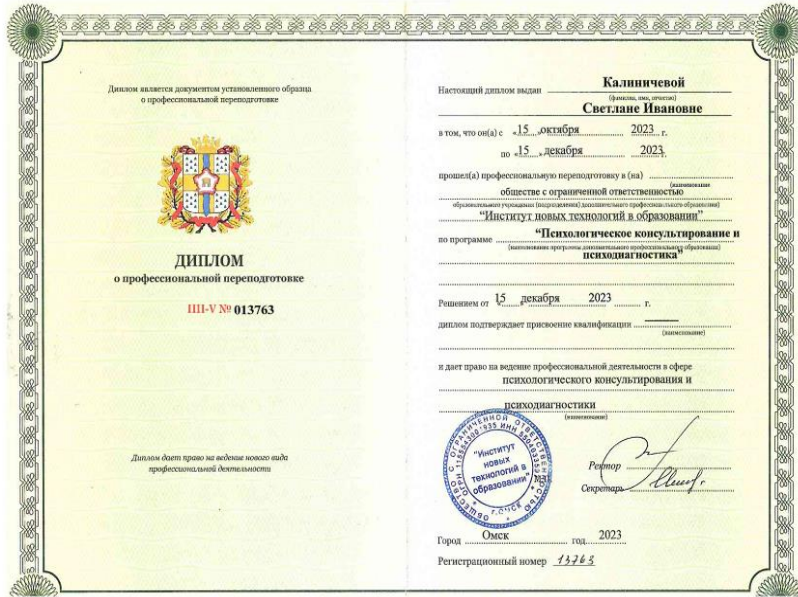 Диплом является документом установленного образца
о профессиональной переподготовке
ДИПЛОМ
о профессиональной переподготовке
ПП-V № 013763
Диплом дает право на ведение нового вида
профессиональной деятельности
Настоящий диплом выдан Калиничевой
(фамилия, имя, отчество)
Светлане Ивановне
в том, что он(а) с «15 » октября 2023 г.
по «15 » декабря 2023.
прошел(а) профессиональную переподготовку в (на)
(наименование
обществе с ограниченной ответственностью
образовательного учреждения (подразделения) дополнительного профессионального образования)
“Институт новых технологий в образовании”
по программе “Психологическое консультирование и
(наименование программы дополнительного профессионального образования)
психодиагностика”
Решением от 15 декабря 2023 г.
диплом подтверждает присвоение квалификации
(наименование)
и дает право на ведение профессиональной деятельности в сфере
психологического консультирования и
психодиагностики
(наименование)
"Институт
новых
технологий в
образовании"
г.ОМСК
Ректор
Секретарь
Город Омск год 2023
Регистрационный номер 13763